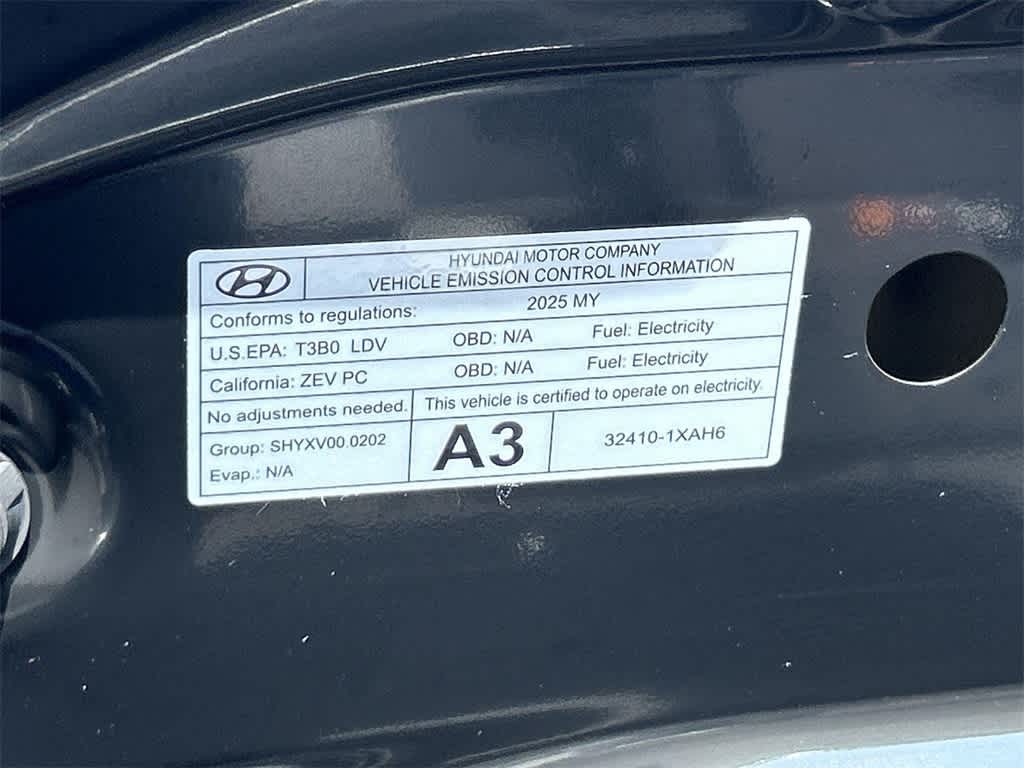 HYUNDAI MOTOR COMPANY
VEHICLE EMISSION CONTROL INFORMATION
Conforms to regulations: 2025 MY
U.S.EPA: T3B0 LDV OBD: N/A Fuel: Electricity
California: ZEV PC OBD: N/A Fuel: Electricity
No adjustments needed. This vehicle is certified to operate on electricity.
Group: SHYXV00.0202
Evap.: N/A
A3
32410-1XAH6